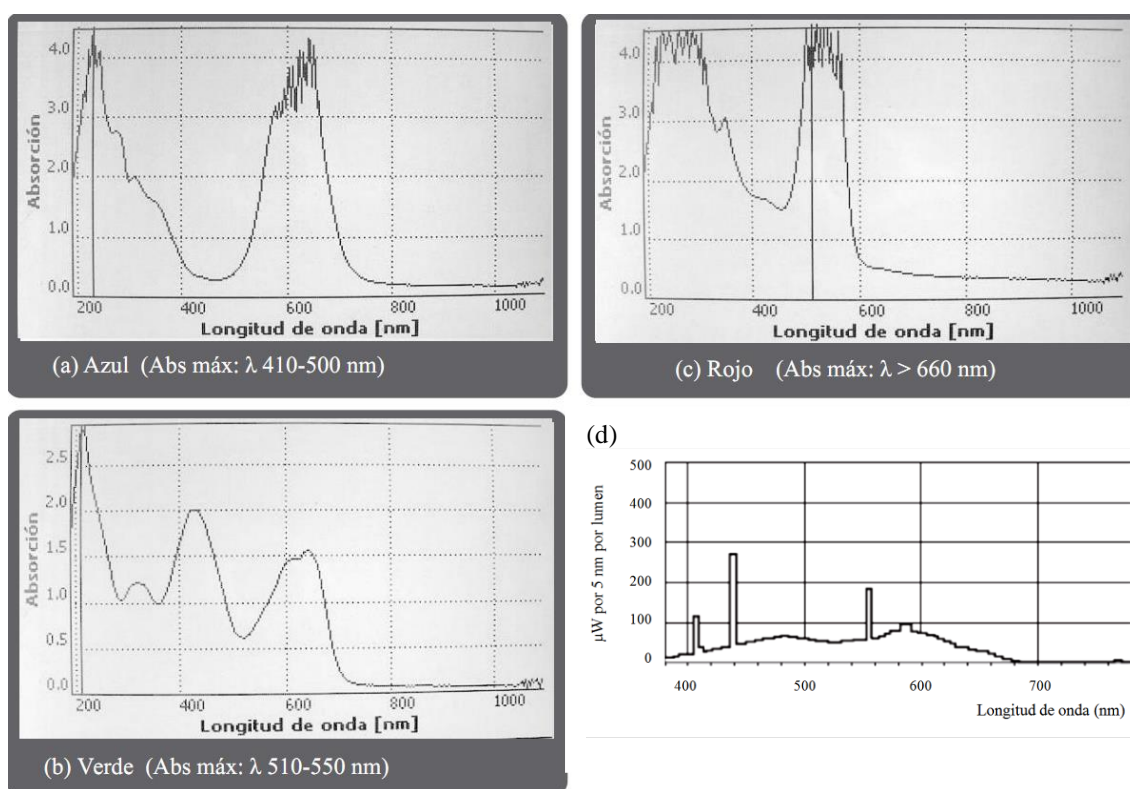 4.0
3.0
2.0
1.0
0.0
Absorción
200 400 600 800 1000
Longitud de onda [nm]
(a) Azul (Abs máx: λ 410-500 nm)
4.0
3.0
2.0
1.0
0.0
Absorción
200 400 600 800 1000
Longitud de onda [nm]
(c) Rojo (Abs máx: λ > 660 nm)
2.5
2.0
1.5
1.0
0.5
0.0
Absorción
200 400 600 800 1000
Longitud de onda [nm]
(b) Verde (Abs máx: λ 510-550 nm)
(d)
500
400
300
200
100
0
µW por 5 nm por lumen
400 500 600 700
Longitud de onda (nm)